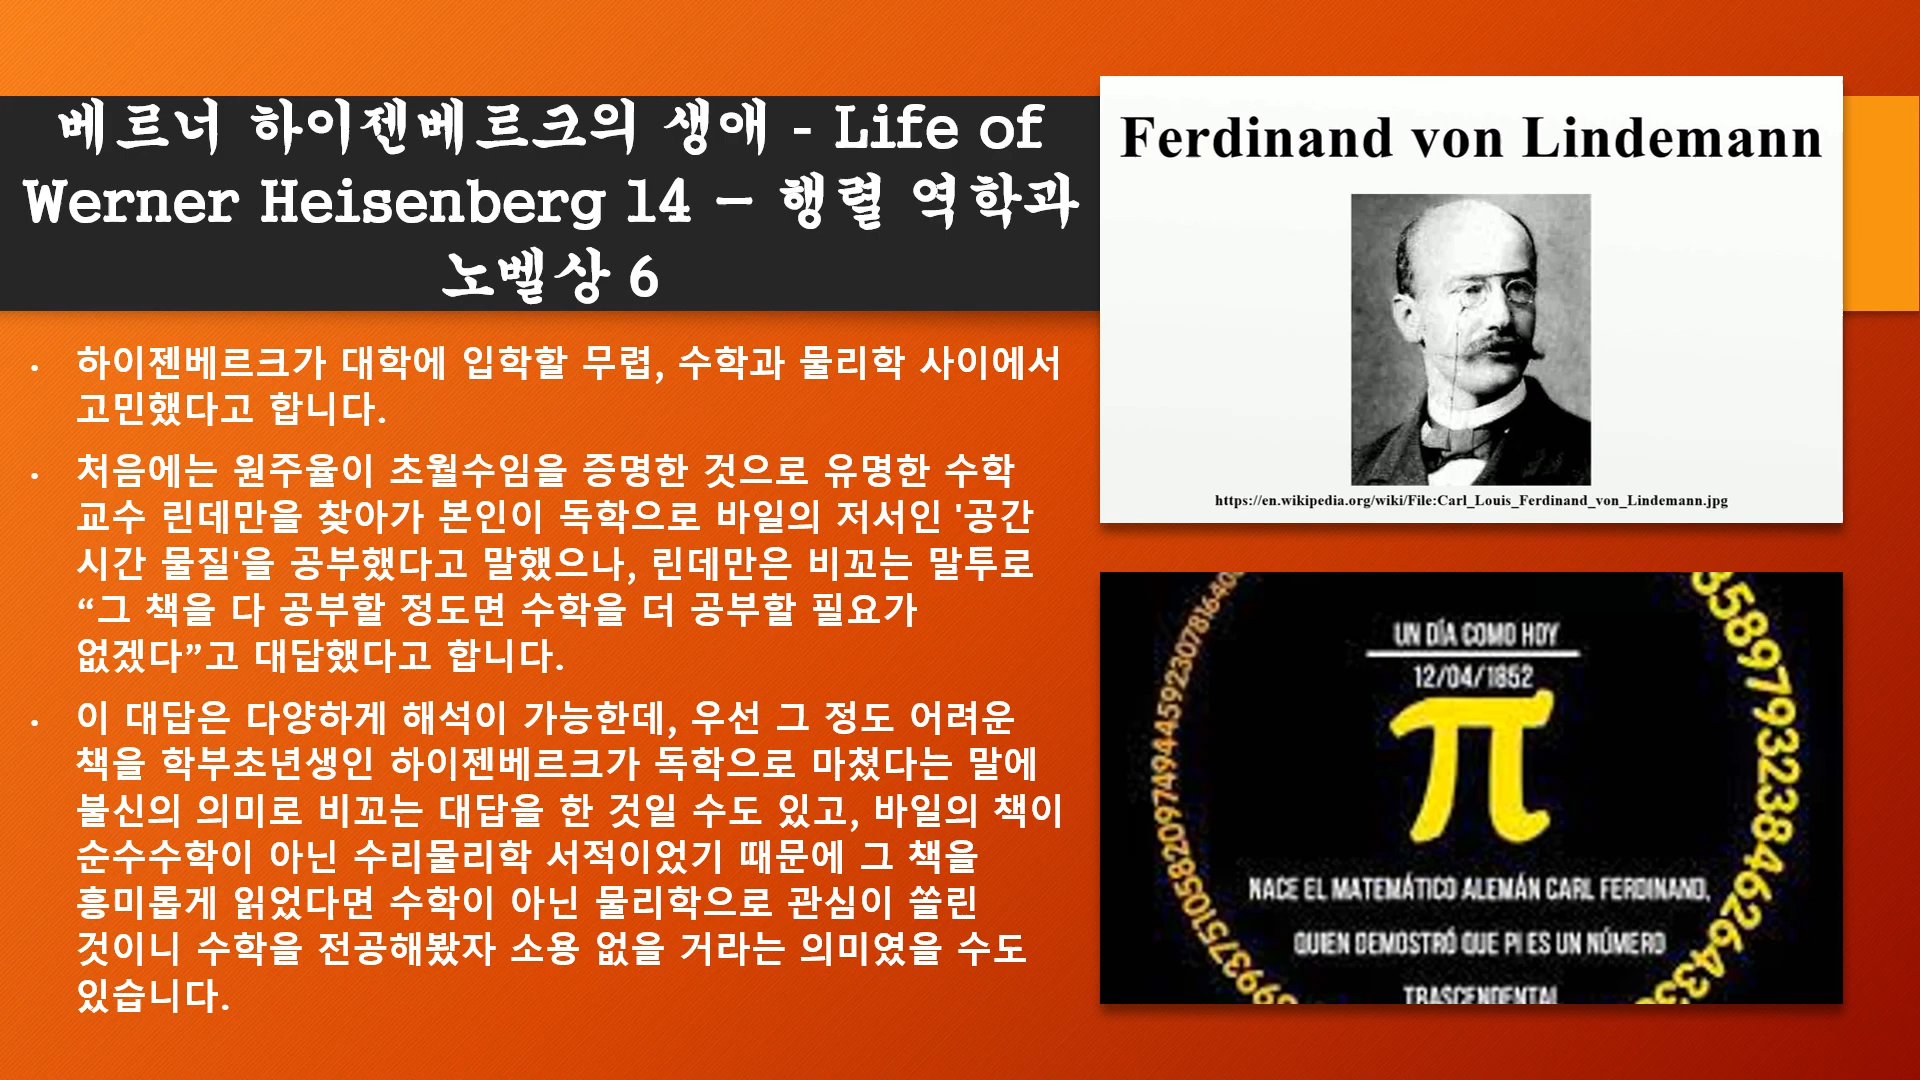 베르너 하이젠베르크의 생애 - Life of
Werner Heisenberg 14 – 행렬 역학과
노벨상 6
하이젠베르크가 대학에 입학할 무렵, 수학과 물리학 사이에서
고민했다고 합니다.
처음에는 원주율이 초월수임을 증명한 것으로 유명한 수학
교수 린데만을 찾아가 본인이 독학으로 바일의 저서인 '공간
시간 물질'을 공부했다고 말했으나, 린데만은 비꼬는 말투로
“그 책을 다 공부할 정도면 수학을 더 공부할 필요가
없겠다”고 대답했다고 합니다.
이 대답은 다양하게 해석이 가능한데, 우선 그 정도 어려운
책을 학부초년생인 하이젠베르크가 독학으로 마쳤다는 말에
불신의 의미로 비꼬는 대답을 한 것일 수도 있고, 바일의 책이
순수수학이 아닌 수리물리학 서적이었기 때문에 그 책을
흥미롭게 읽었다면 수학이 아닌 물리학으로 관심이 쏠린
것이니 수학을 전공해봤자 소용 없을 거라는 의미였을 수도
있습니다.
Ferdinand von Lindemann
https://en.wikipedia.org/wiki/File:Carl_Louis_Ferdinand_von_Lindemann.jpg
UN DÍA COMO HOY
12/04/1852
π
NACE EL MATEMÁTICO ALEMÁN CARL FERDINAND,
QUIEN DEMOSTRÓ QUE PI ES UN NÚMERO
TRASCENDENTAL